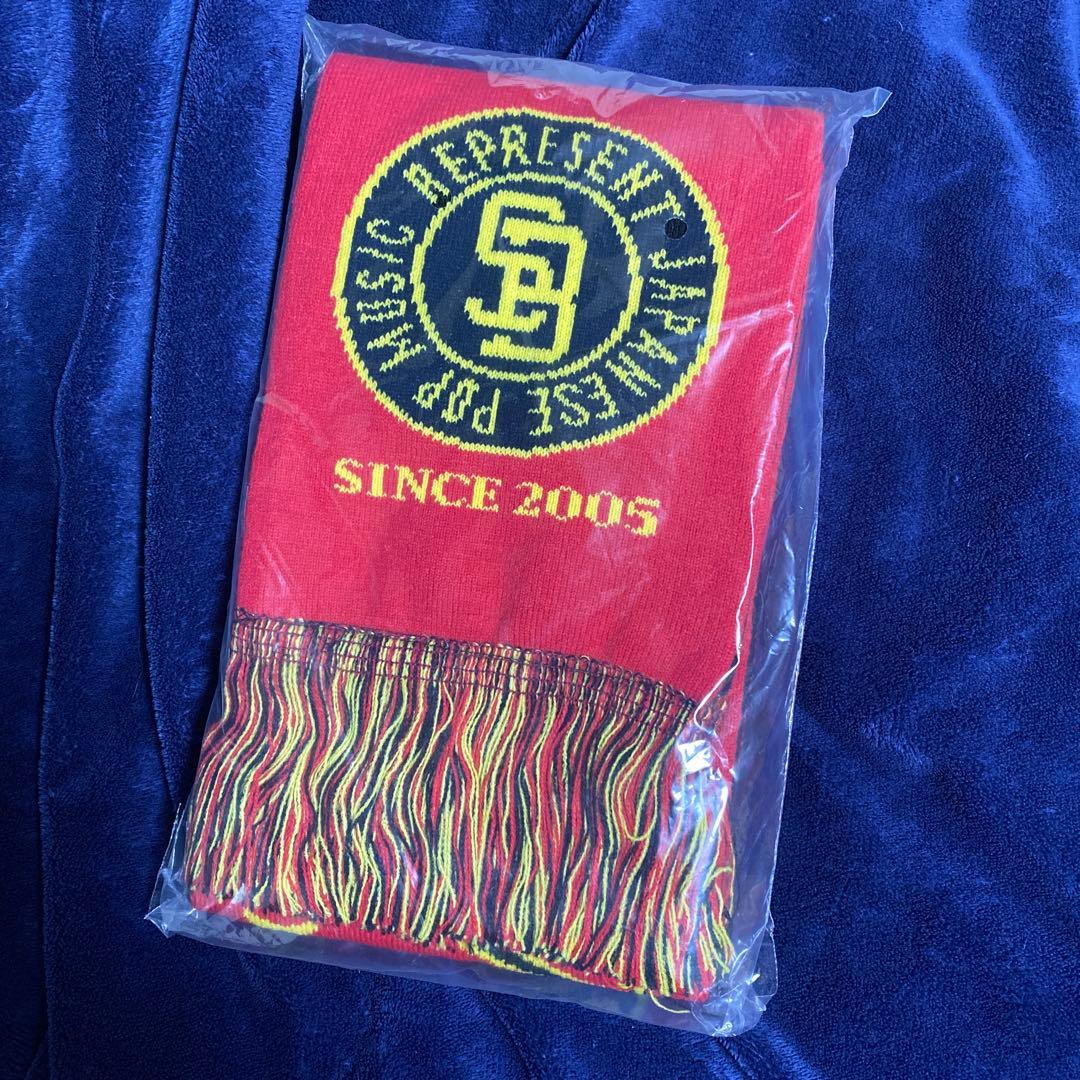 REPRESENT JAPANESE POP MUSIC
SB
SINCE 2005